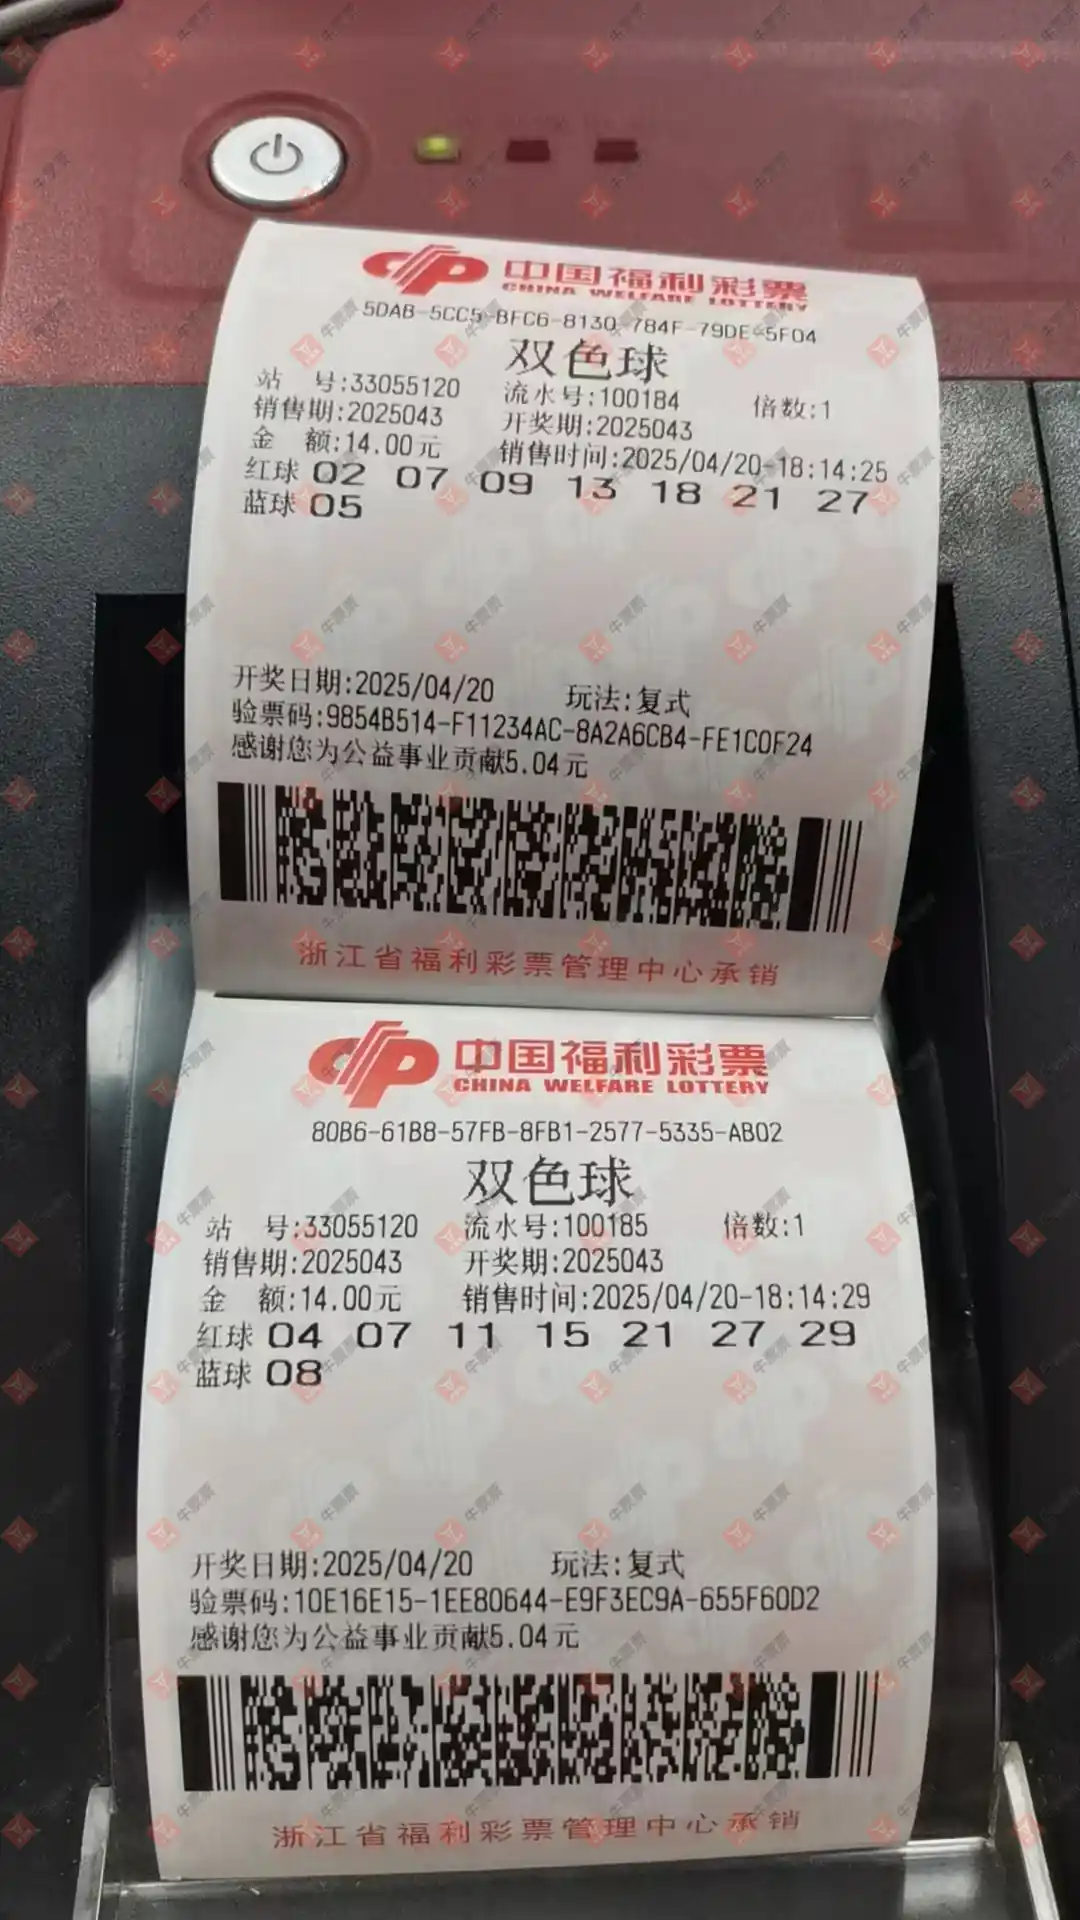 中国福利彩票
CHINA WELFARE LOTTERY
5DAB-5CC5-BFC6-8130-784F-79DE-5F04
双色球
站 号:33055120 流水号:100184 倍数:1
销售期:2025043 开奖期:2025043
金 额:14.00元 销售时间:2025/04/20-18:14:25
红球 02 07 09 13 18 21 27
蓝球 05
开奖日期:2025/04/20 玩法:复式
验票码:9854B514-F11234AC-8A2A6CB4-FE1C0F24
感谢您为公益事业贡献5.04元
浙江省福利彩票管理中心承销
中国福利彩票
CHINA WELFARE LOTTERY
80B6-61B8-57FB-8FB1-2577-5335-AB02
双色球
站 号:33055120 流水号:100185 倍数:1
销售期:2025043 开奖期:2025043
金 额:14.00元 销售时间:2025/04/20-18:14:29
红球 04 07 11 15 21 27 29
蓝球 08
开奖日期:2025/04/20 玩法:复式
验票码:10E16E15-1EE80644-E9F3EC9A-655F60D2
感谢您为公益事业贡献5.04元
浙江省福利彩票管理中心承销
牛票票